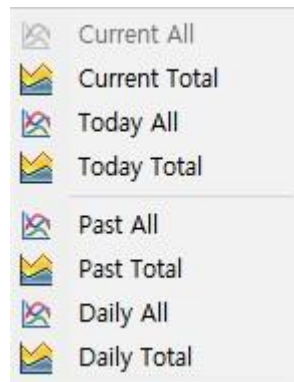 Current All
Current Total
Today All
Today Total
Past All
Past Total
Daily All
Daily Total